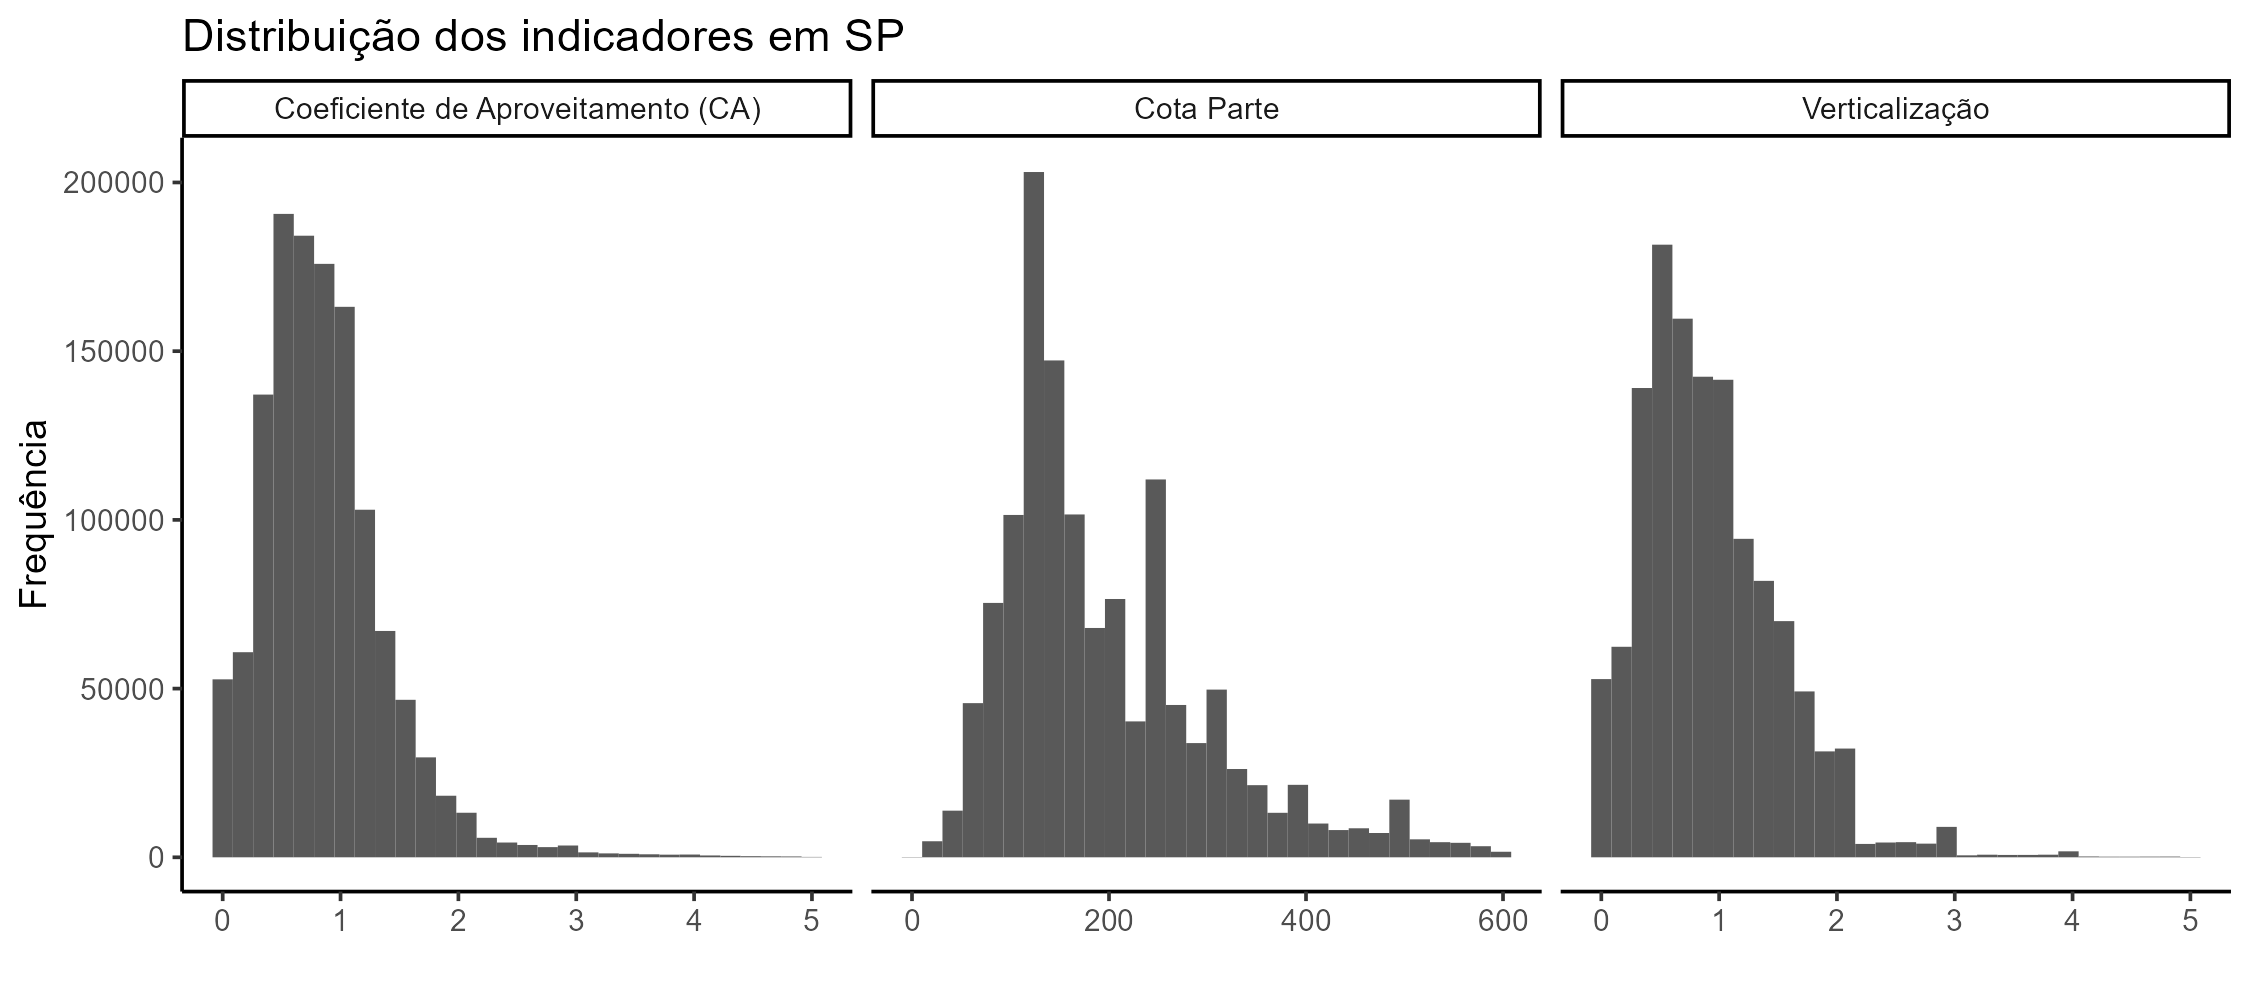 Distribuição dos indicadores em SP
Coeficiente de Aproveitamento (CA)
Cota Parte
Verticalização
Frequência
200000
150000
100000
50000
0
0 1 2 3 4 5
0 200 400 600
0 1 2 3 4 5